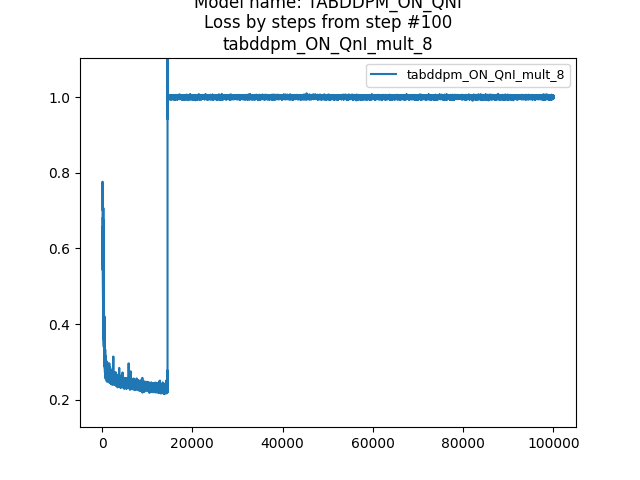 Model name: TABDDPM_ON_QNI
Loss by steps from step #100
tabddpm_ON_QnI_mult_8
tabddpm_ON_QnI_mult_8
1.0
0.8
0.6
0.4
0.2
0 20000 40000 60000 80000 100000